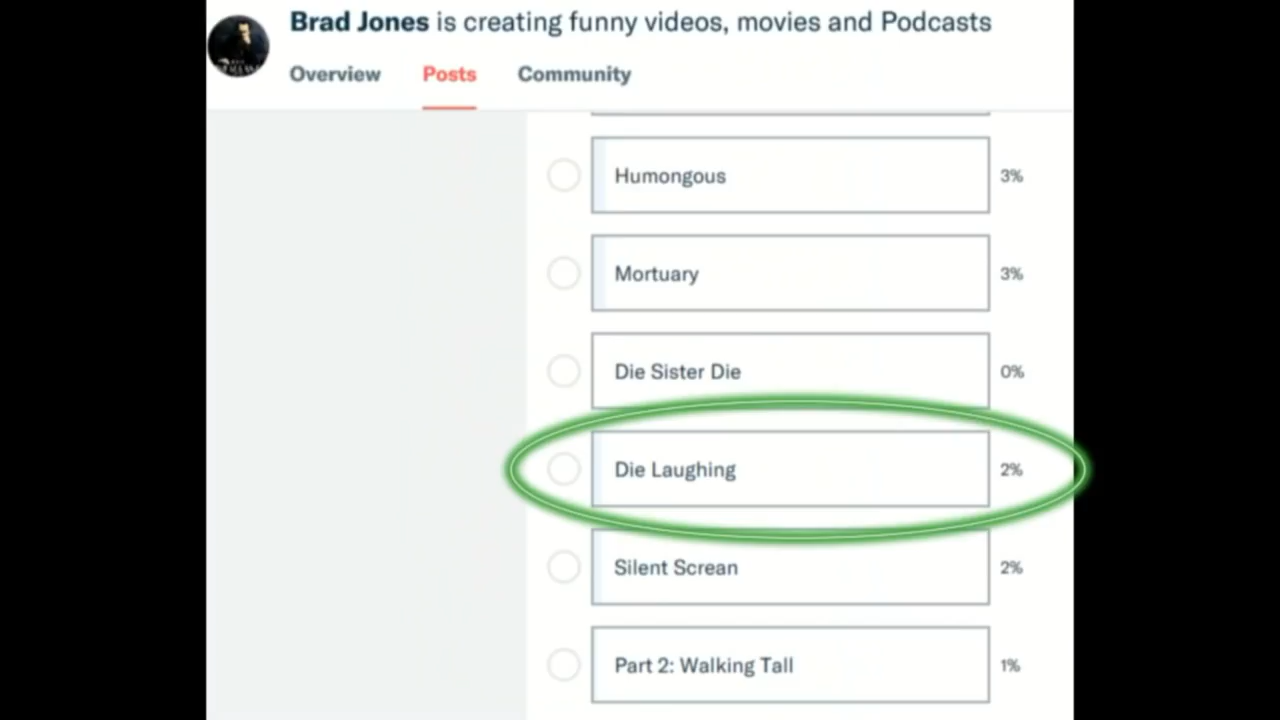 Brad Jones is creating funny videos, movies and Podcasts
Overview Posts Community
Humongous 3%
Mortuary 3%
Die Sister Die 0%
Die Laughing 2%
Silent Screan 2%
Part 2: Walking Tall 1%